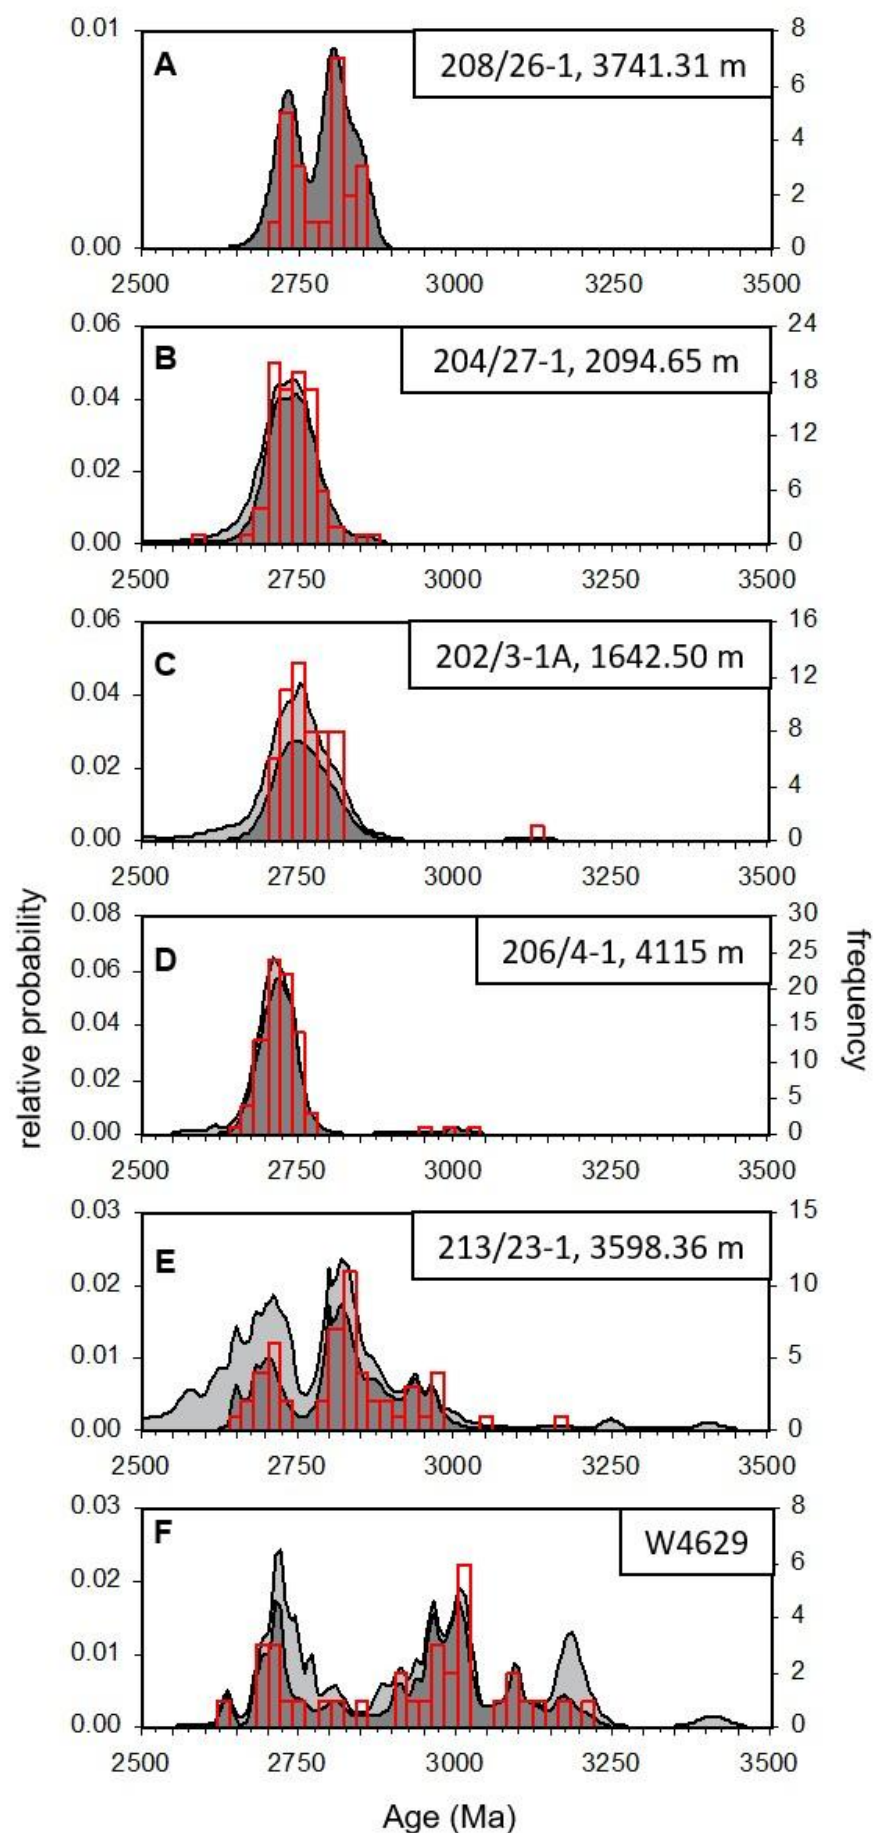 0.01
8
A
208/26-1, 3741.31 m
6
4
2
0.00
0
2500 2750 3000 3250 3500
0.06
24
B
204/27-1, 2094.65 m
18
0.04
12
0.02
6
0.00
0
2500 2750 3000 3250 3500
0.06
16
C
202/3-1A, 1642.50 m
12
0.04
8
0.02
4
0.00
0
2500 2750 3000 3250 3500
relative probability
frequency
0.08
30
D
206/4-1, 4115 m
25
0.06
20
0.04
15
10
0.02
5
0.00
0
2500 2750 3000 3250 3500
0.03
15
E
213/23-1, 3598.36 m
0.02
10
0.01
5
0.00
0
2500 2750 3000 3250 3500
0.03
8
F
W4629
6
0.02
4
0.01
2
0.00
0
2500 2750 3000 3250 3500
Age (Ma)